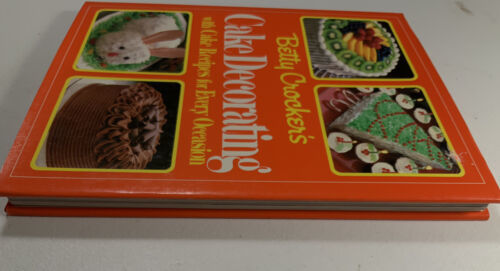 Betty Crocker's
Cake Decorating
with Cake Recipes for Every Occasion